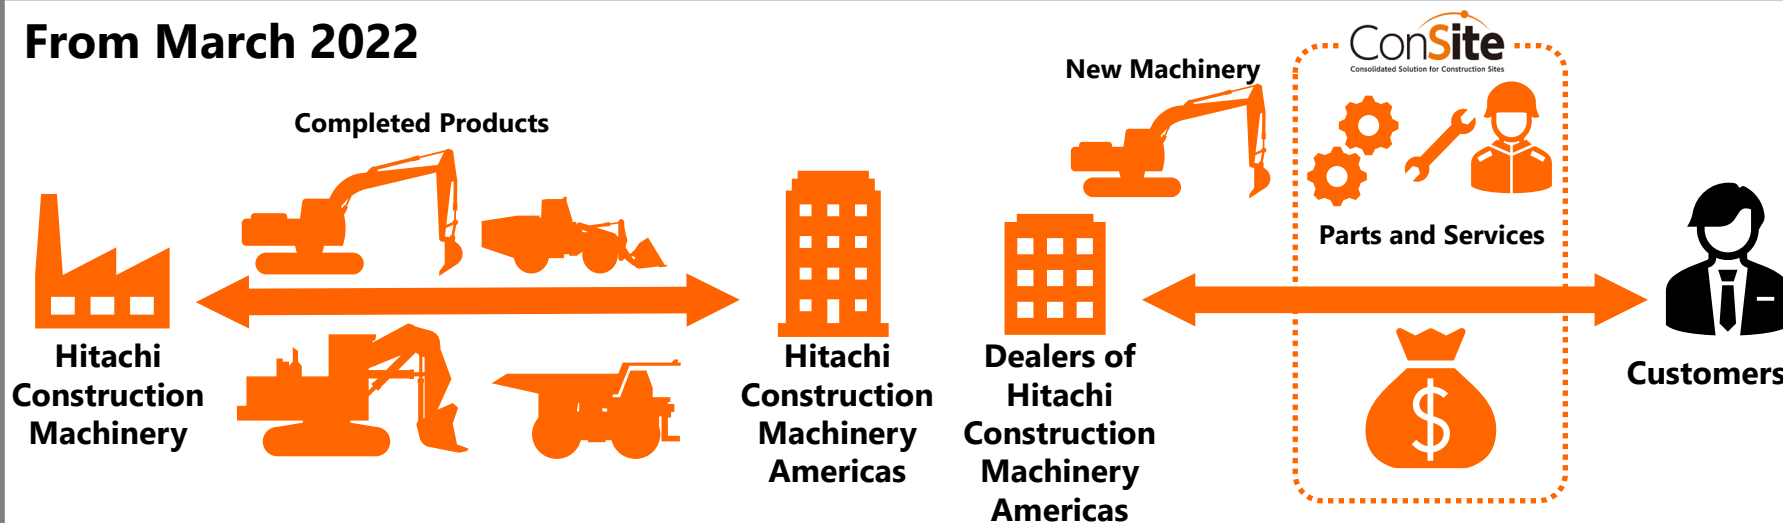 From March 2022
ConSite
Consolidated Solution for Construction Sites
New Machinery
Completed Products
Parts and Services
Hitachi
Construction
Machinery
Hitachi
Construction
Machinery
Americas
Dealers of
Hitachi
Construction
Machinery
Americas
$
Customers